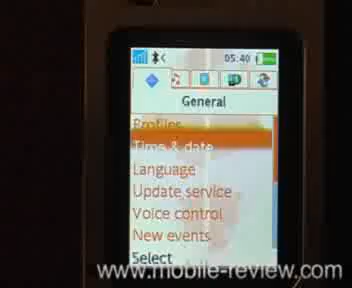 05:40
General
Profiles
Time & date
Language
Update service
Voice control
New events
Select
www.mobile-review.com